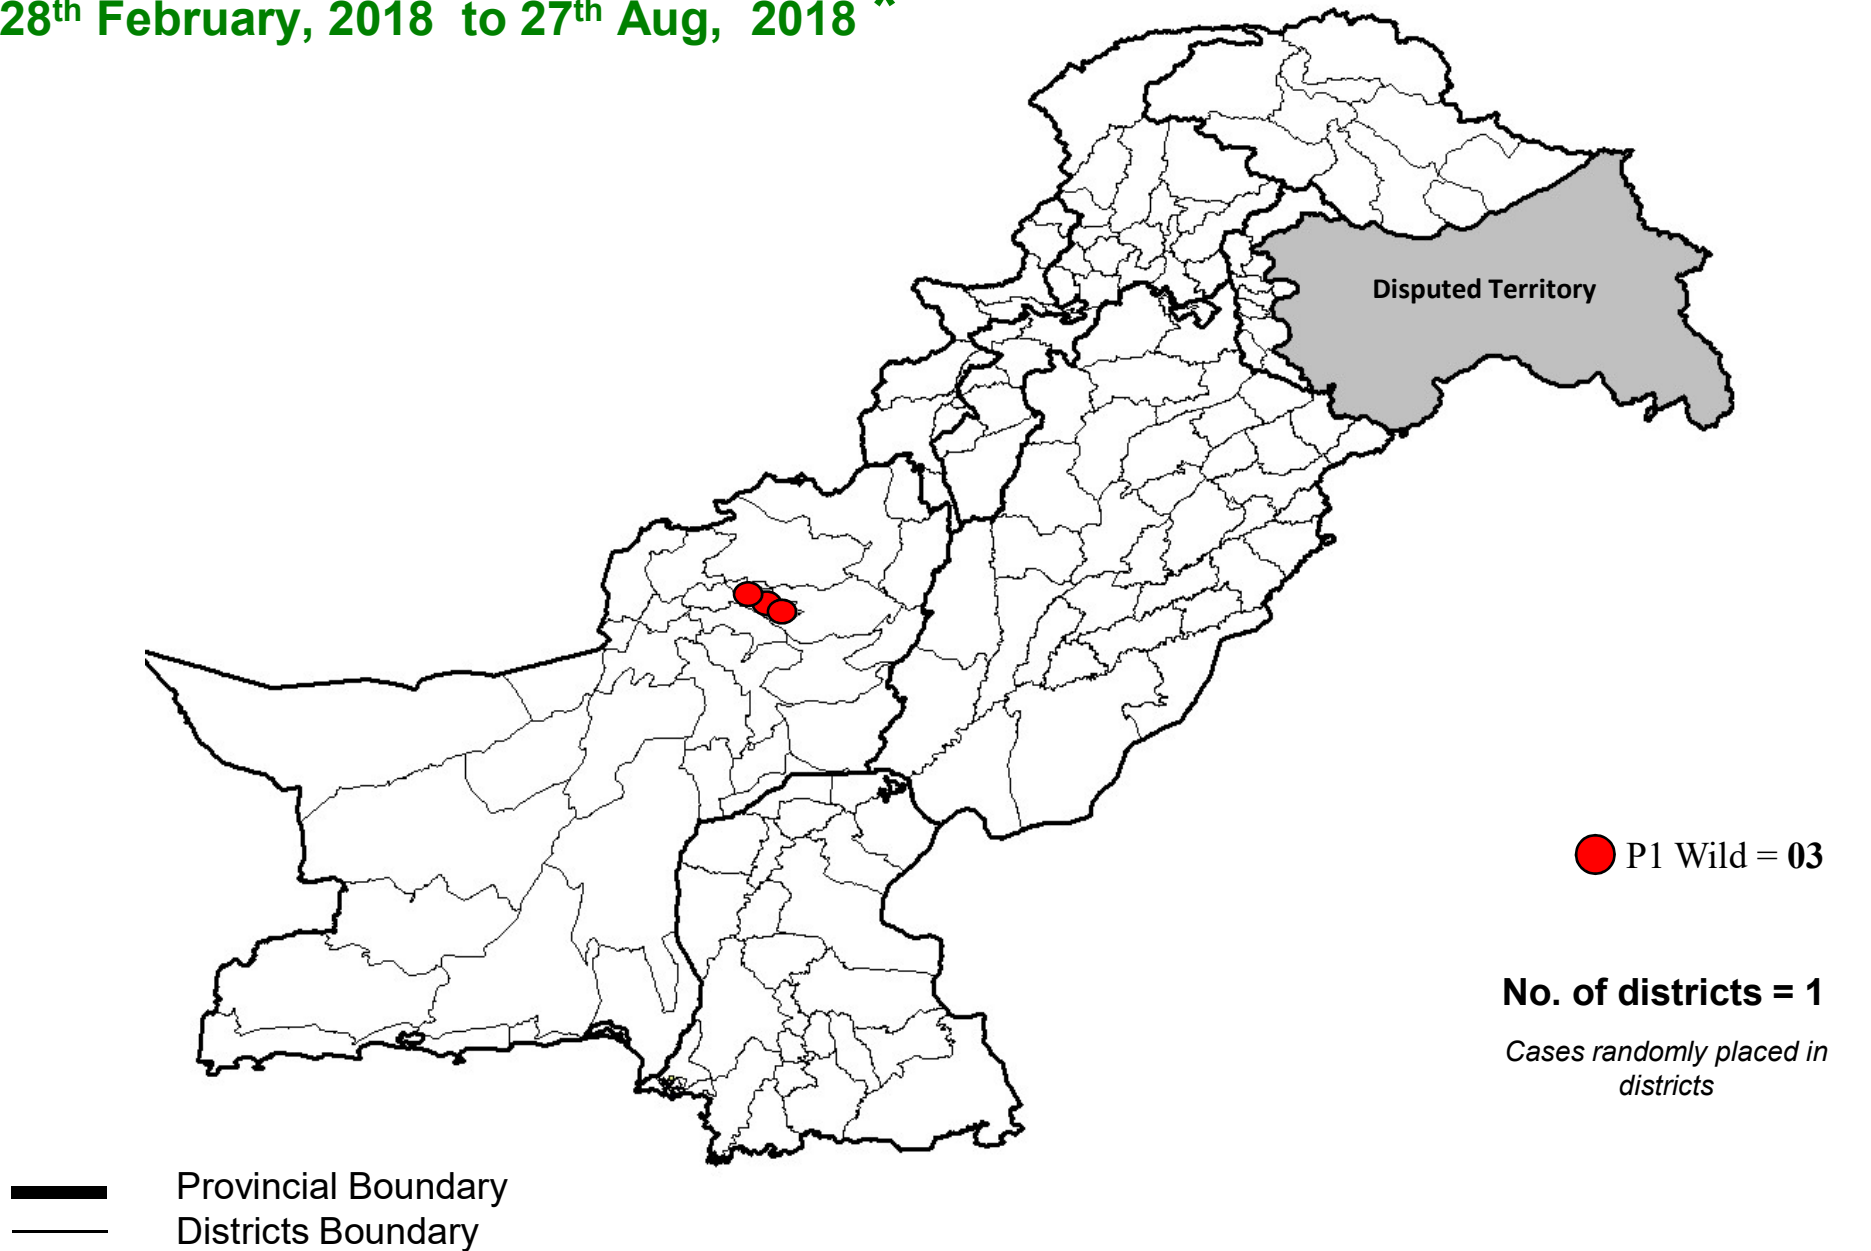 28th February, 2018 to 27th Aug, 2018 *
Disputed Territory
P1 Wild = 03
No. of districts = 1
Cases randomly placed in
districts
Provincial Boundary
Districts Boundary